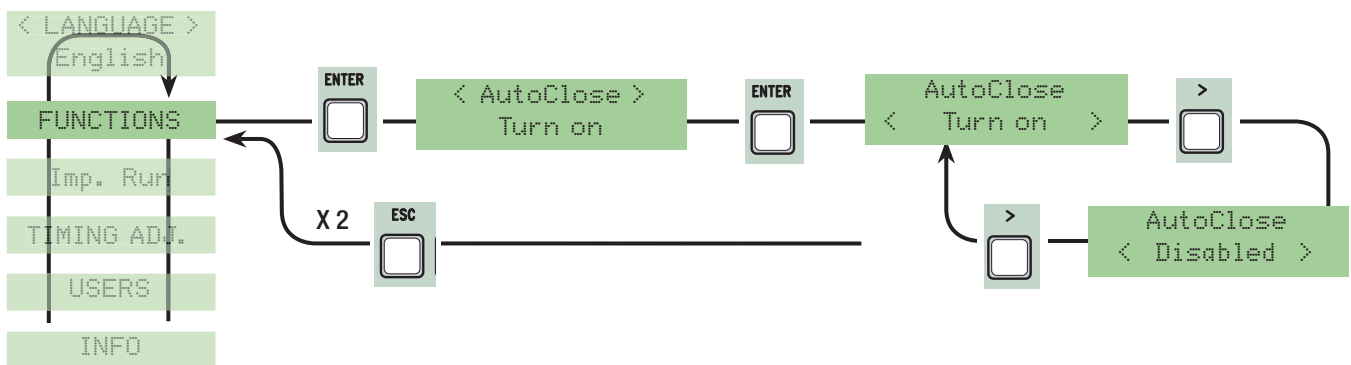 < LANGUAGE >
English
FUNCTIONS
Imp. Run
TIMING ADJ.
USERS
INFO
ENTER
< AutoClose >
Turn on
ENTER
AutoClose
< Turn on >
>
AutoClose
< Disabled >
>
X 2
ESC